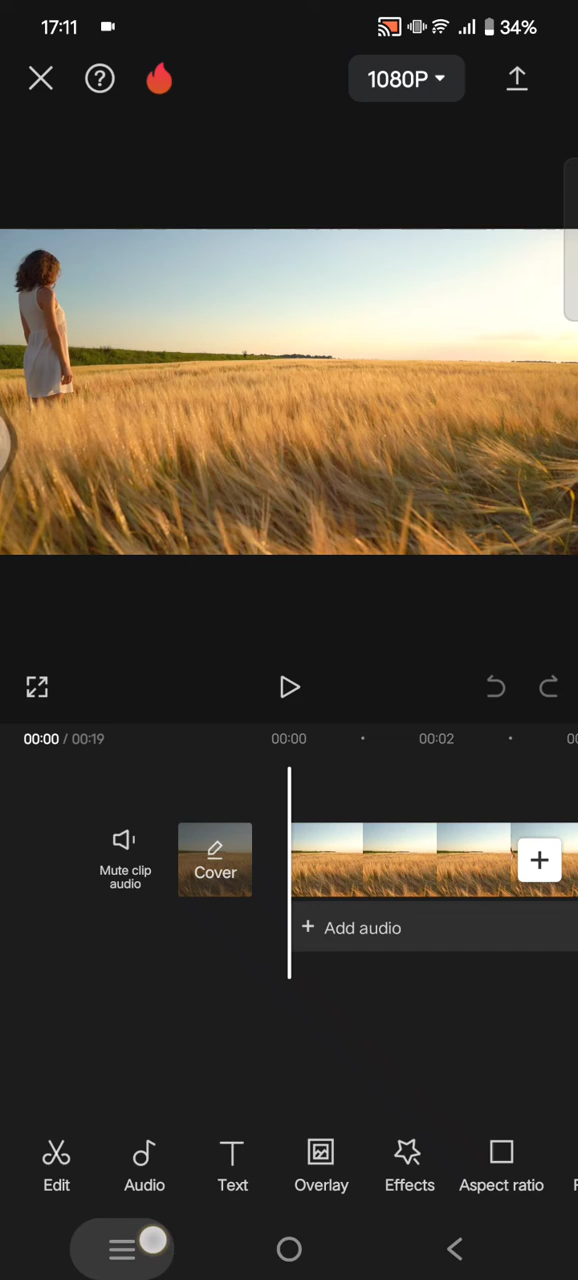 17:11
34%
1080P
00:00 / 00:19
00:00
00:02
Mute clip
audio
Cover
Add audio
Edit
Audio
Text
Overlay
Effects
Aspect ratio